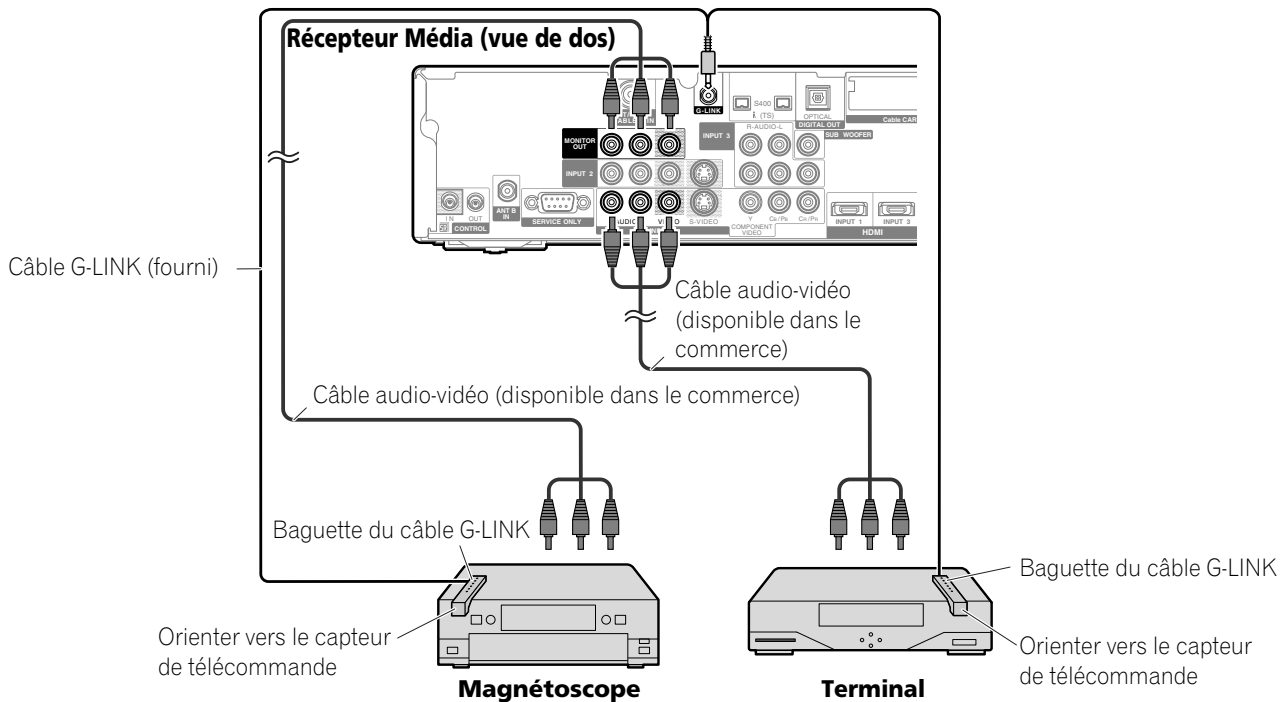 Récepteur Média (vue de dos)
G-LINK
S400
(TS)
OPTICAL
DIGITAL OUT
Cable CAR
R-AUDIO-L
SUB WOOFER
MONITOR
OUT
INPUT 3
INPUT 2
IN
OUT
CONTROL
ANT B
IN
SERVICE ONLY
S-VIDEO
Y
CB/PB
CR/PR
COMPONENT
VIDEO
INPUT 1
INPUT 3
HDMI
Câble G-LINK (fourni)
Câble audio-vidéo
(disponible dans le
commerce)
Câble audio-vidéo (disponible dans le commerce)
Baguette du câble G-LINK
Baguette du câble G-LINK
Orienter vers le capteur
de télécommande
Orienter vers le capteur
de télécommande
Magnétoscope
Terminal